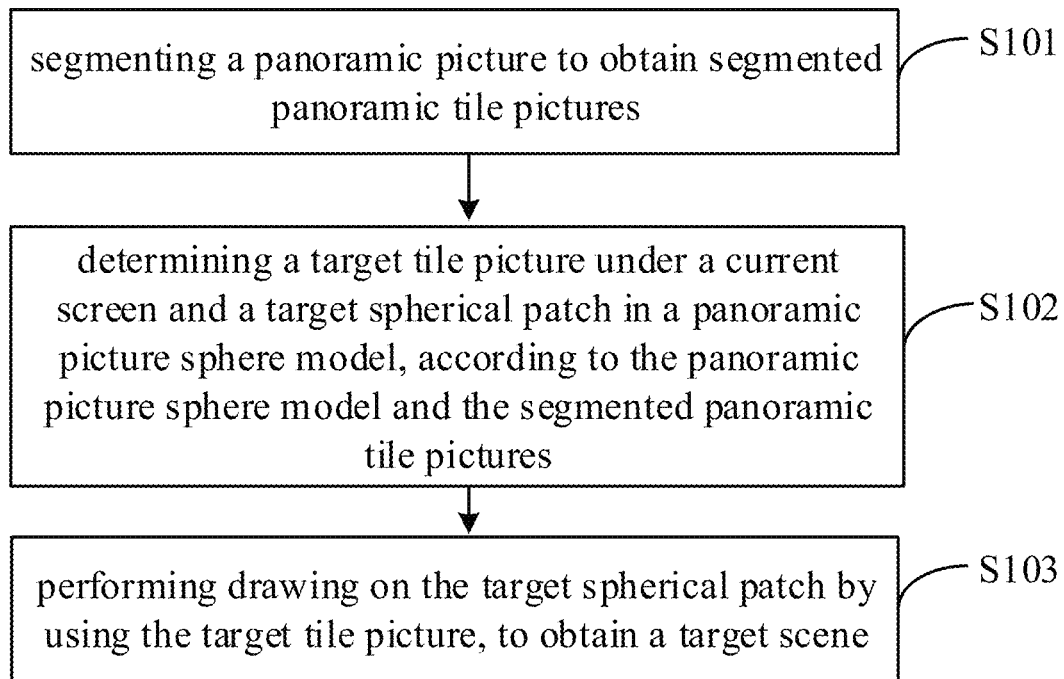 segmenting a panoramic picture to obtain segmented
panoramic tile pictures
S101
determining a target tile picture under a current
screen and a target spherical patch in a panoramic
picture sphere model, according to the panoramic
picture sphere model and the segmented panoramic
tile pictures
S102
performing drawing on the target spherical patch by
using the target tile picture, to obtain a target scene
S103